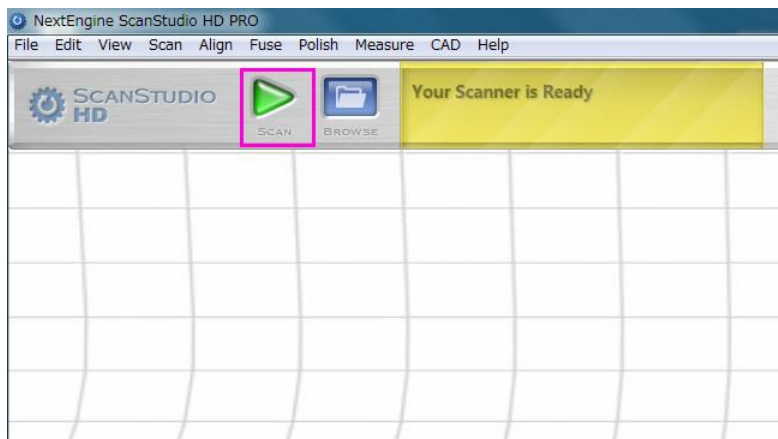 NextEngine ScanStudio HD PRO
File Edit View Scan Align Fuse Polish Measure CAD Help
SCANSTUDIO
HD
SCAN
BROWSE
Your Scanner is Ready